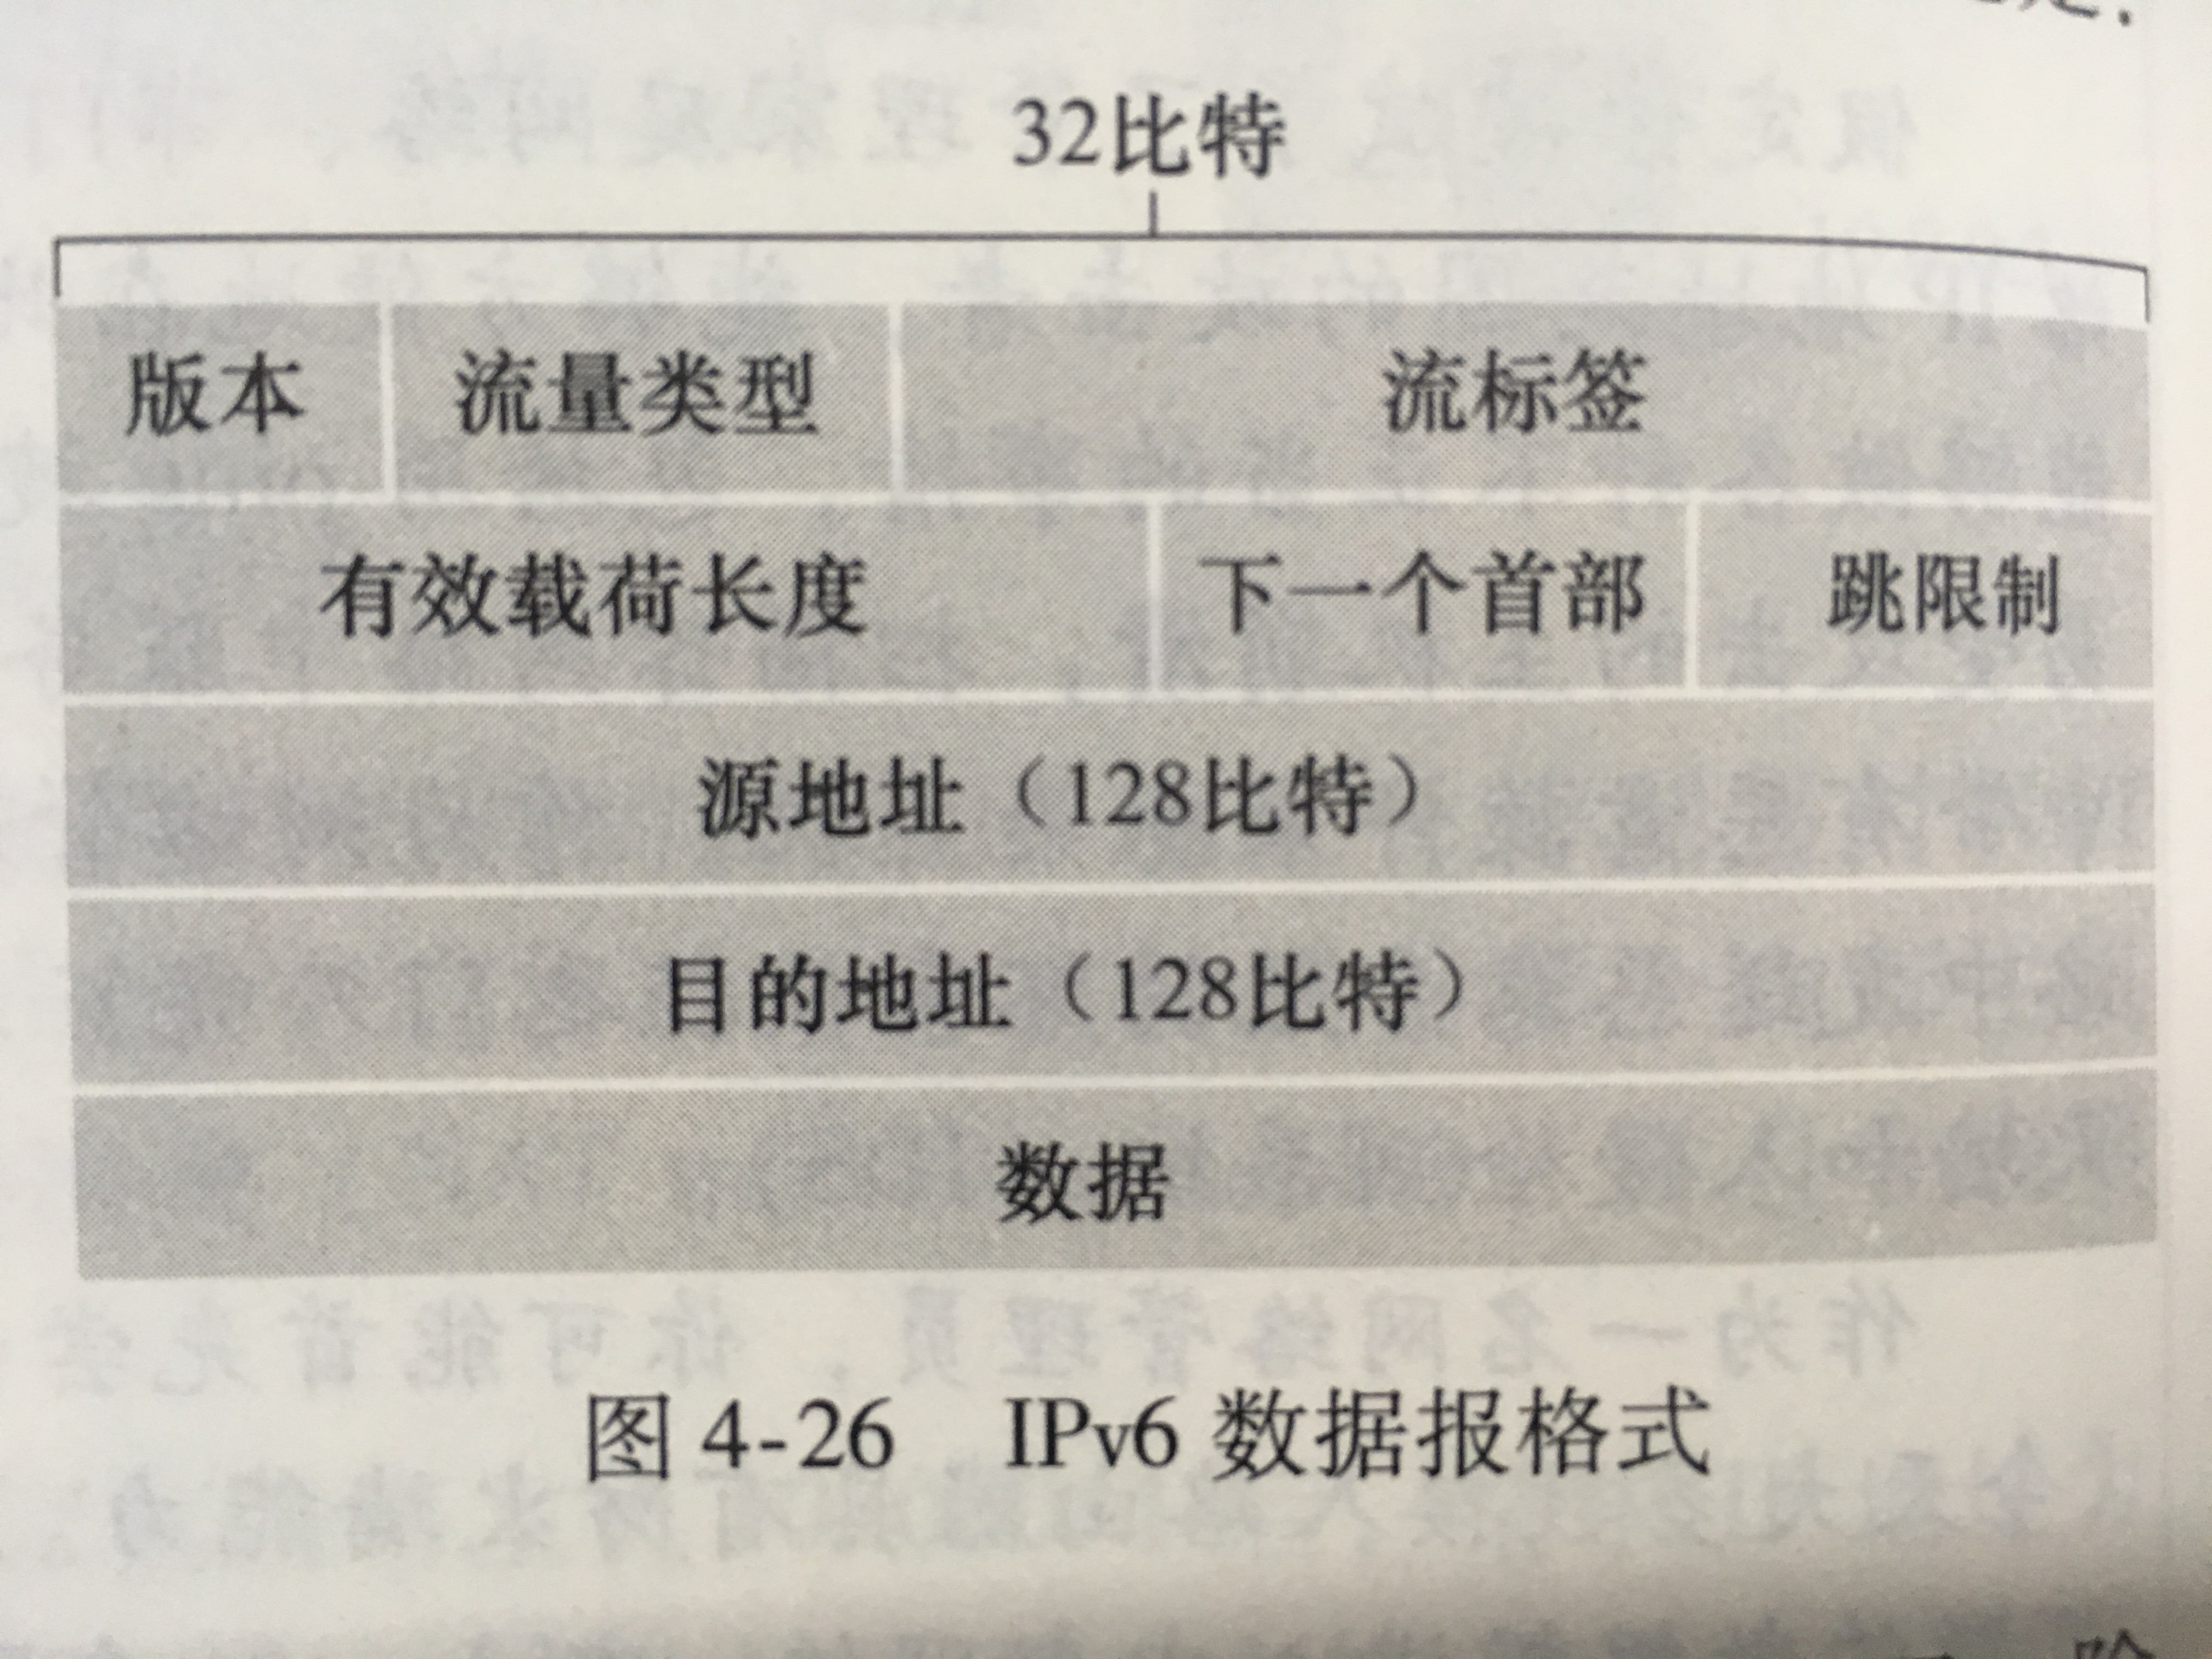 32比特
版本 流量类型 流标签
有效载荷长度 下一个首部 跳限制
源地址（128比特）
目的地址（128比特）
数据
图 4-26 IPv6 数据报格式